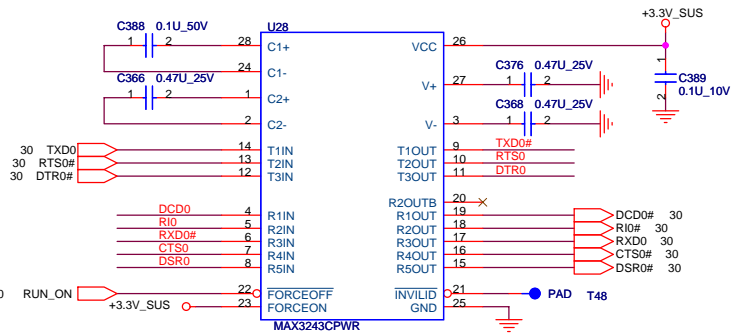 +3.3V_SUS
C388 0.1U_50V
U28
1 2 28 C1+ VCC 26
24 C1-
C366 0.47U_25V
1 2 1 C2+
2 C2-
V+ 27
C376 0.47U_25V
1 2
V- 3
C368 0.47U_25V
1 2
1
C389
0.1U_10V
2
30 TXD0 14 T1IN T1OUT 9 TXD0#
30 RTS0# 13 T2IN T2OUT 10 RTS0
30 DTR0# 12 T3IN T3OUT 11 DTR0
R2OUTB 20
DCD0 4 R1IN R1OUT 19 DCD0# 30
RI0 5 R2IN R2OUT 18 RI0# 30
RXD0# 6 R3IN R3OUT 17 RXD0 30
CTS0 7 R4IN R4OUT 16 CTS0# 30
DSR0 8 R5IN R5OUT 15 DSR0# 30
0 RUN_ON 22 FORCEOFF INVILID 21 PAD T48
+3.3V_SUS 23 FORCEON GND 25
MAX3243CPWR